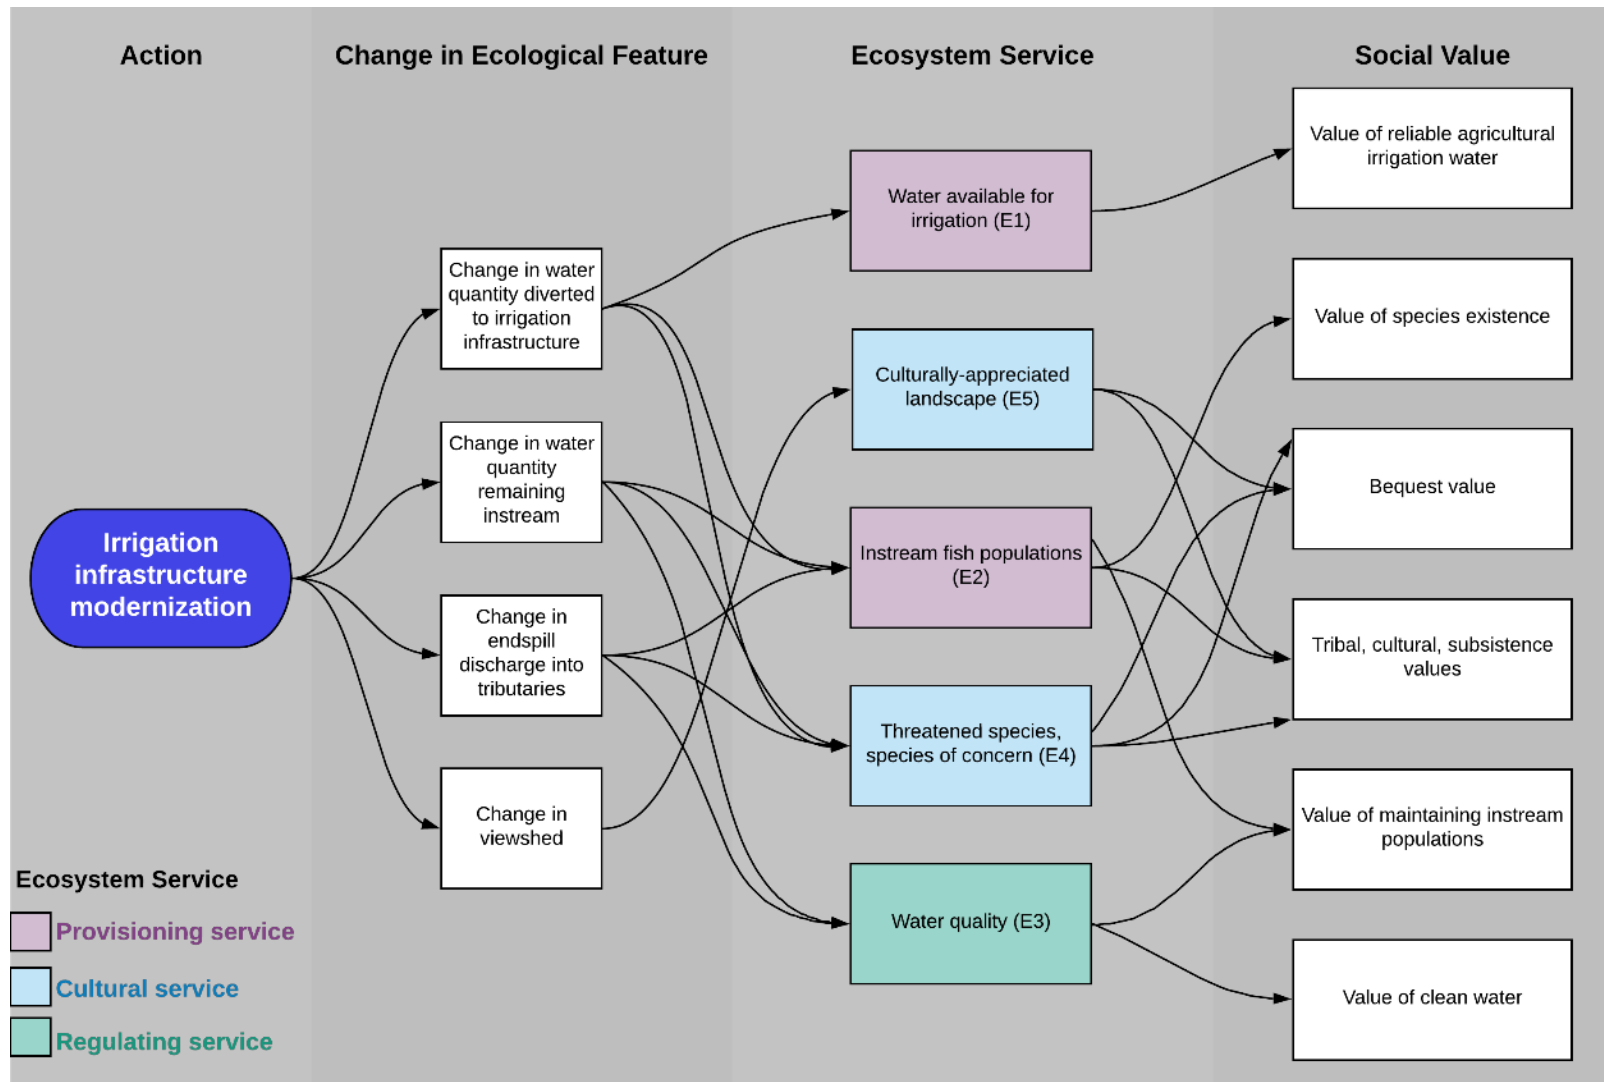 Action
Change in Ecological Feature
Ecosystem Service
Social Value
Irrigation
infrastructure
modernization
Change in water
quantity diverted
to irrigation
infrastructure
Change in water
quantity
remaining
instream
Change in
endspill
discharge into
tributaries
Change in
viewshed
Water available for
irrigation (E1)
Culturally-appreciated
landscape (E5)
Instream fish populations
(E2)
Threatened species,
species of concern (E4)
Water quality (E3)
Value of reliable agricultural
irrigation water
Value of species existence
Bequest value
Tribal, cultural, subsistence
values
Value of maintaining instream
populations
Value of clean water
Ecosystem Service
Provisioning service
Cultural service
Regulating service